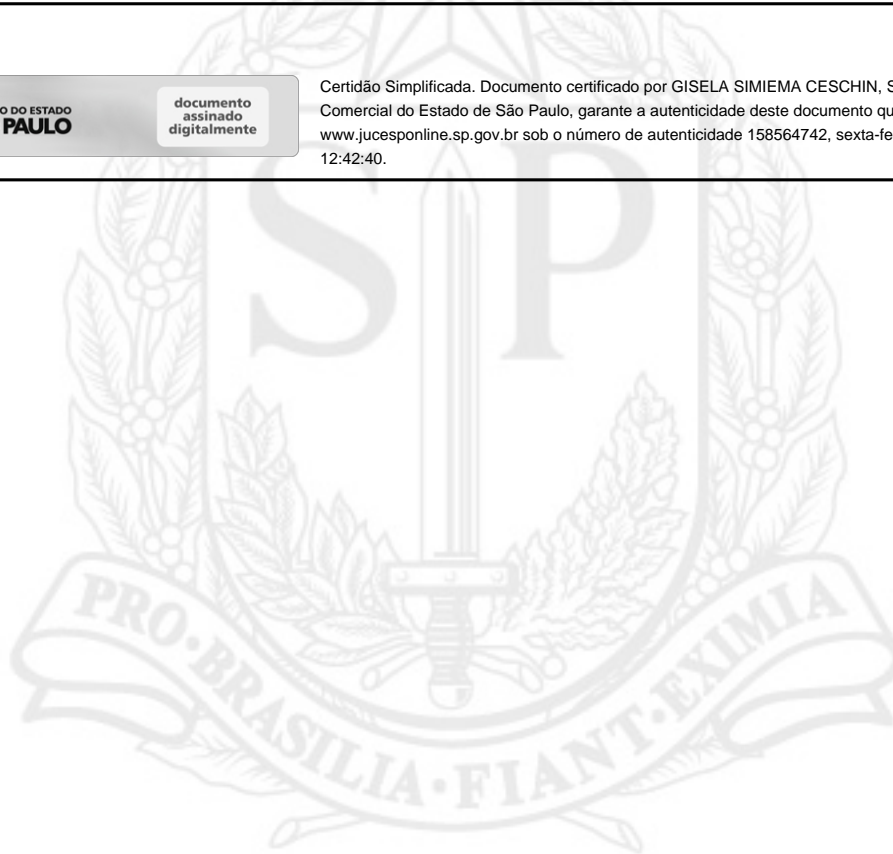 O DO ESTADO
PAULO
documento
assinado
digitalmente
Certidão Simplificada. Documento certificado por GISELA SIMIEMA CESCHIN, S
Comercial do Estado de São Paulo, garante a autenticidade deste documento qu
www.jucesponline.sp.gov.br sob o número de autenticidade 158564742, sexta-fe
12:42:40.
SP
PRO·BRASILIA·FIANT·EXIMIA